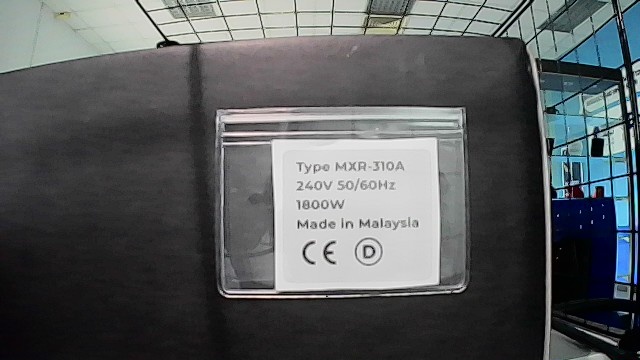 Type MXR-310A
240V 50/60Hz
1800W
Made in Malaysia
CE D